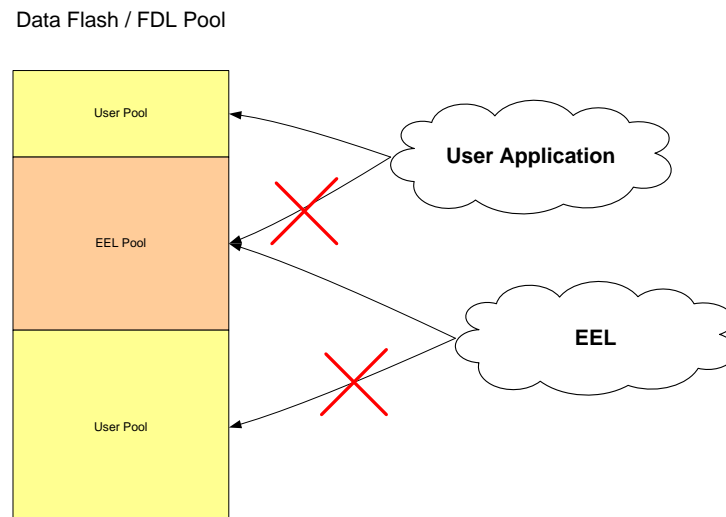 Data Flash / FDL Pool
User Pool
User Application
EEL Pool
EEL
User Pool